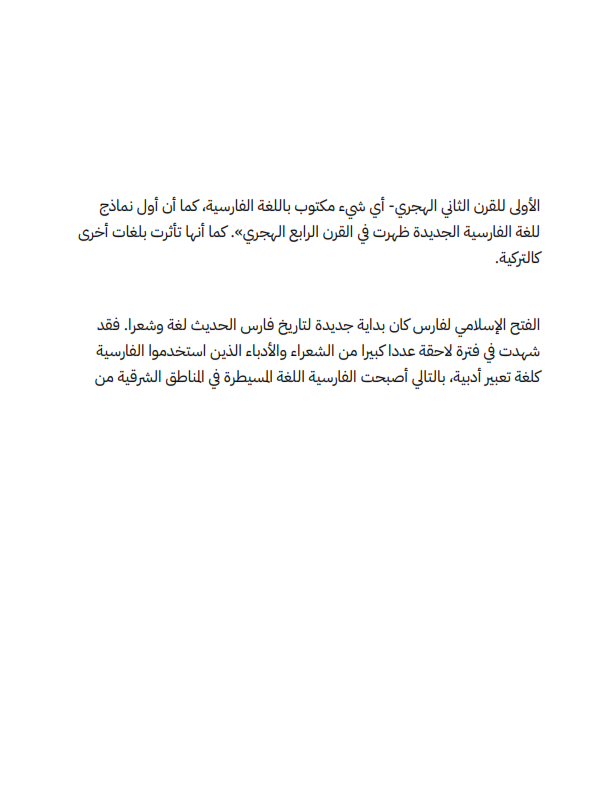 الأولى للقرن الثاني الهجري- أي شيء مكتوب باللغة الفارسية، كما أن أول نماذج
للغة الفارسية الجديدة ظهرت في القرن الرابع الهجري». كما أنها تأثرت بلغات أخرى
كالتركية.
الفتح الإسلامي لفارس كان بداية جديدة لتاريخ فارس الحديث لغة وشعرا. فقد
شهدت في فترة لاحقة عددا كبيرا من الشعراء والأدباء الذين استخدموا الفارسية
كلغة تعبير أدبية، بالتالي أصبحت الفارسية اللغة المسيطرة في المناطق الشرقية من